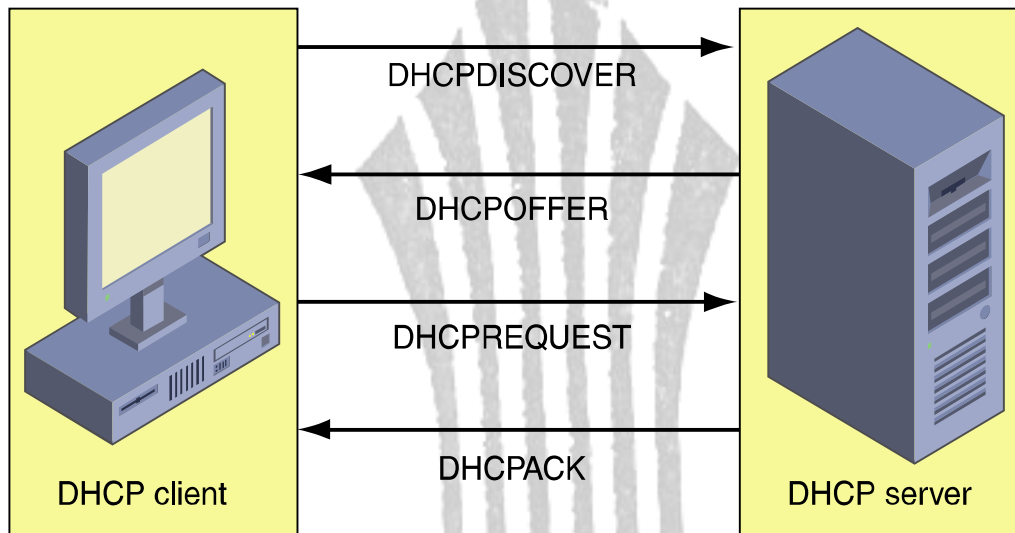 DHCPDISCOVER
DHCPOFFER
DHCPREQUEST
DHCPACK
DHCP client
DHCP server